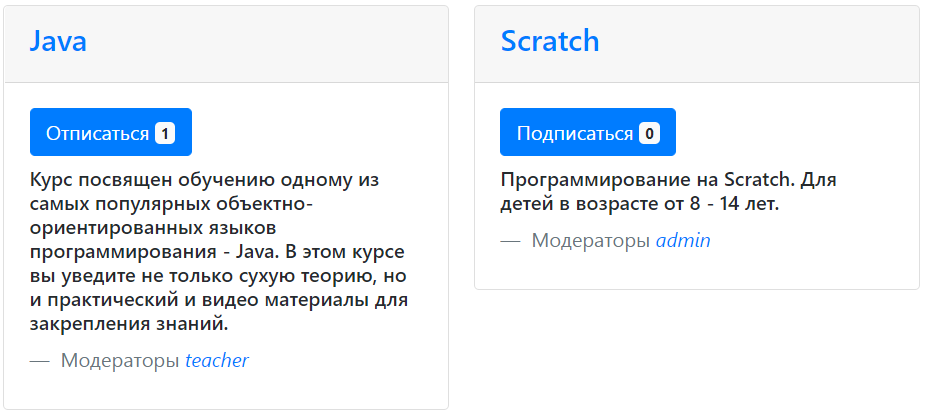 Java
Отписаться 1
Курс посвящен обучению одному из
самых популярных объектно-
ориентированных языков
программирования - Java. В этом курсе
вы уведите не только сухую теорию, но
и практический и видео материалы для
закрепления знаний.
— Модераторы teacher
Scratch
Подписаться 0
Программирование на Scratch. Для
детей в возрасте от 8 - 14 лет.
— Модераторы admin